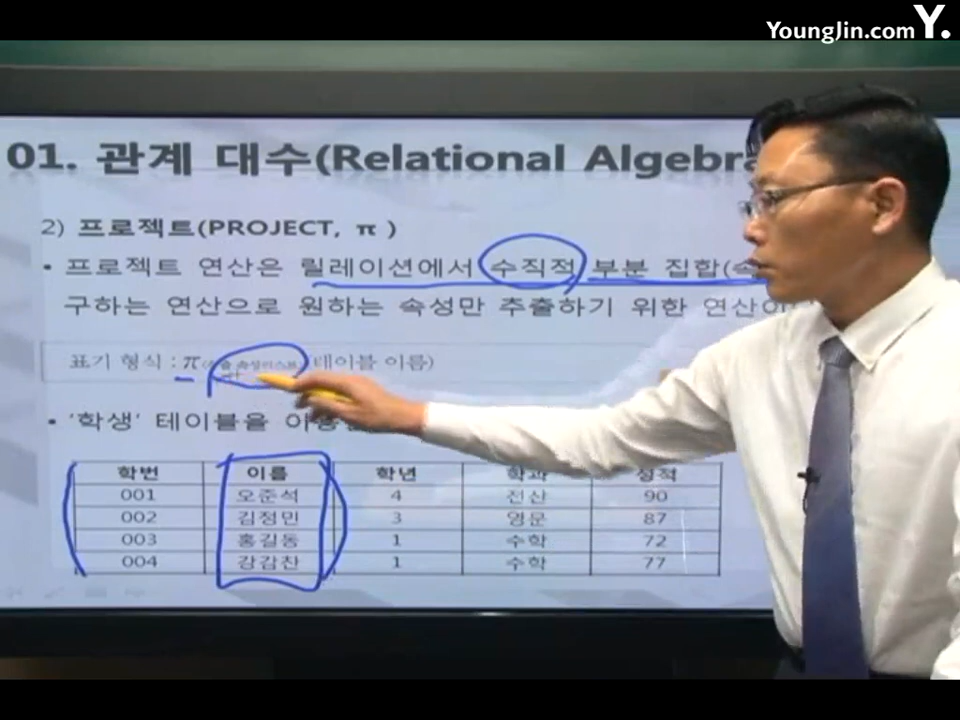 YoungJin.com Y.
01. 관계 대수(Relational Algebra
2) 프로젝트(PROJECT, π )
• 프로젝트 연산은 릴레이션에서 수직적 부분 집합(
구하는 연산으로 원하는 속성만 추출하기 위한
표기 형식 : π (테이블 이름)
• '학생' 테이블을
학번 이름 학년 학과 성적
001 오준석 4 전산 90
002 김정민 3 영문 87
003 홍길동 1 수학 72
004 강감찬 1 수학 77